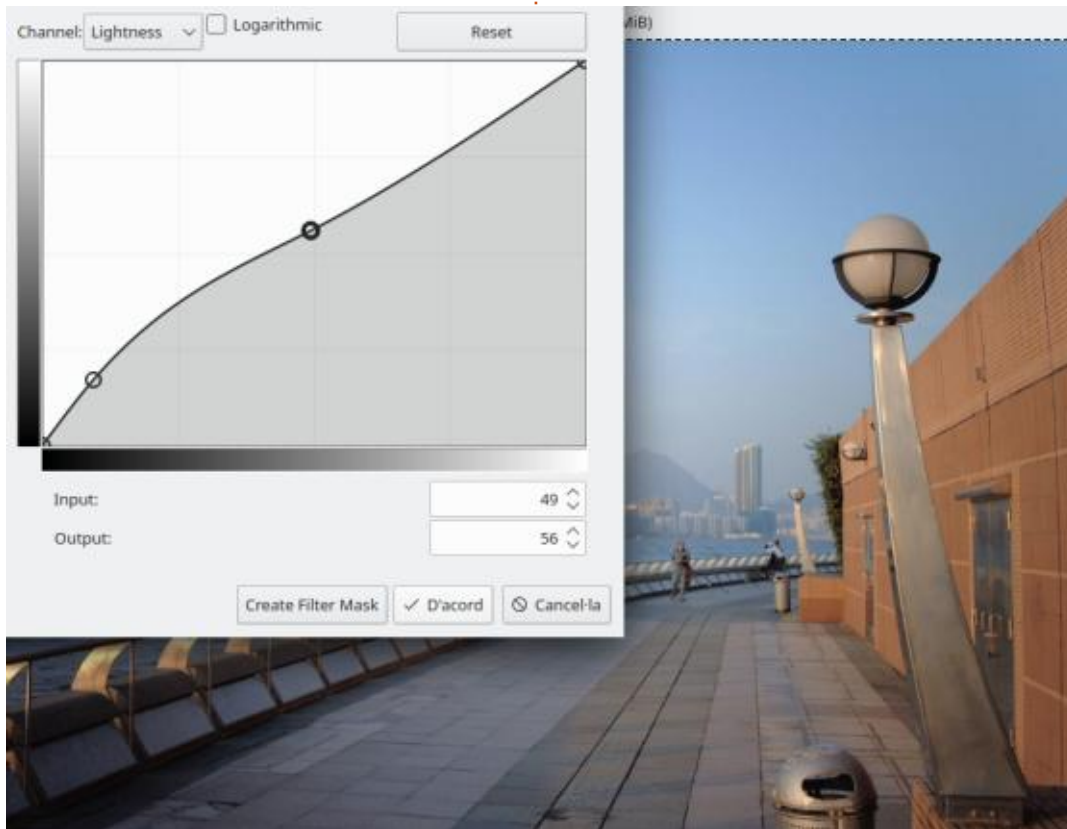 MiB)
Channel: Lightness Logarithmic Reset
Input: 49
Output: 56
Create Filter Mask D'acord Cancel·la